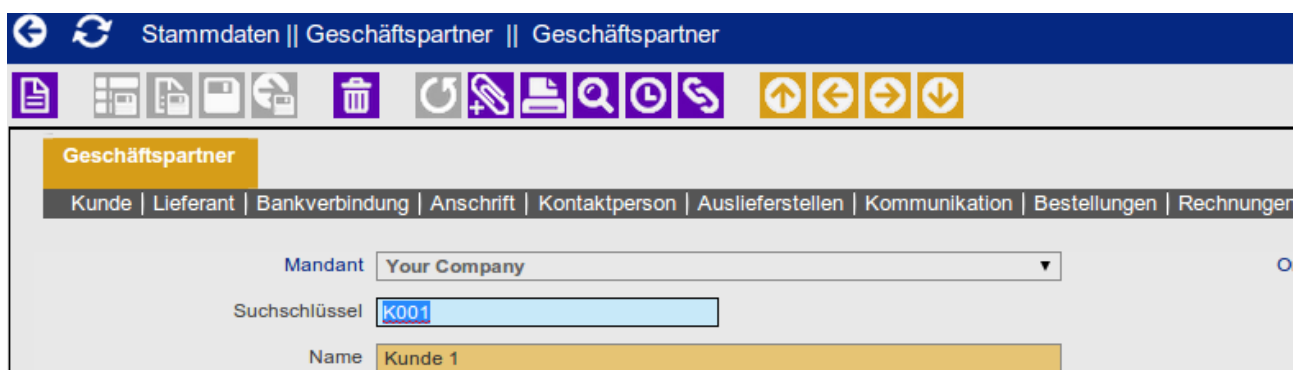 Stammdaten || Geschäftspartner || Geschäftspartner
Geschäftspartner
Kunde | Lieferant | Bankverbindung | Anschrift | Kontaktperson | Auslieferstellen | Kommunikation | Bestellungen | Rechnungen
Mandant Your Company
Suchschlüssel K001
Name Kunde 1